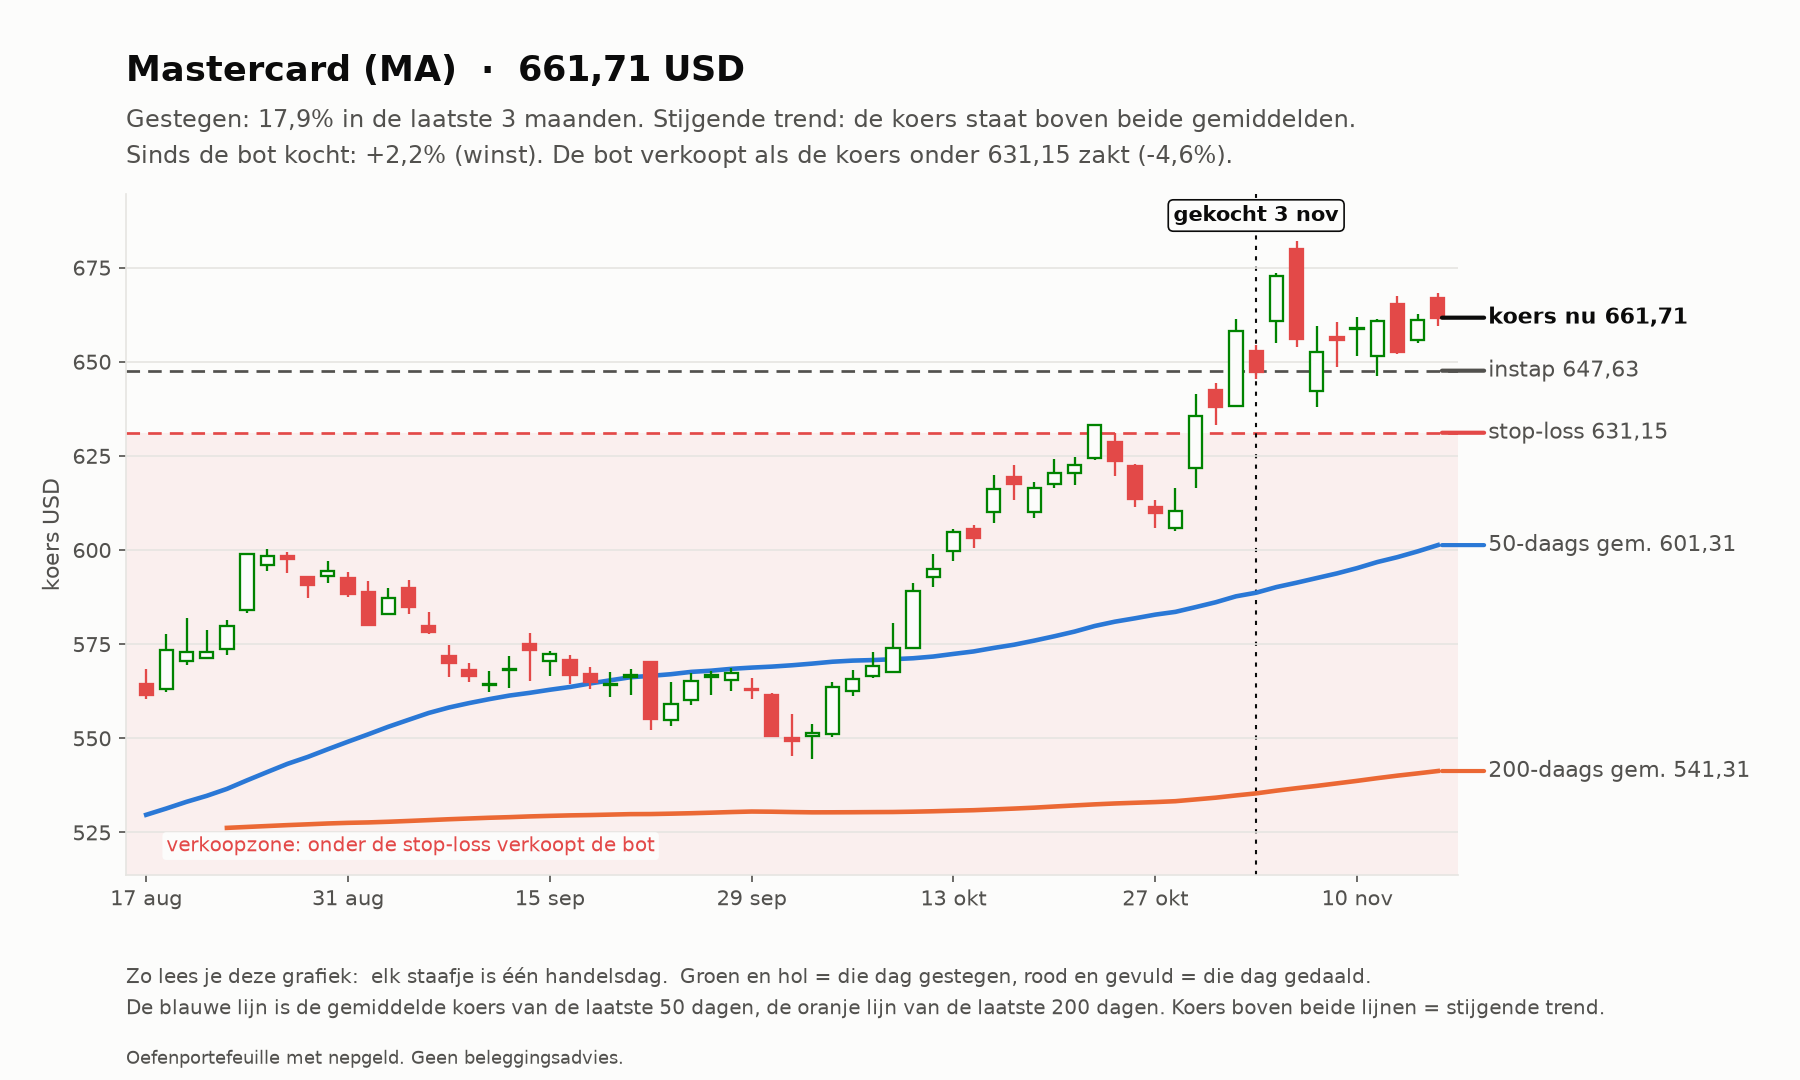 Mastercard (MA)  ·  661,71 USD
Gestegen: 17,9% in de laatste 3 maanden. Stijgende trend: de koers staat boven beide gemiddelden.
Sinds de bot kocht: +2,2% (winst). De bot verkoopt als de koers onder 631,15 zakt (-4,6%).
gekocht 3 nov
675
koers nu 661,71
650
instap 647,63
stop-loss 631,15
625
koers USD
600
50-daags gem. 601,31
575
550
200-daags gem. 541,31
525
verkoopzone: onder de stop-loss verkoopt de bot
17 aug
31 aug
15 sep
29 sep
13 okt
27 okt
10 nov
Zo lees je deze grafiek:  elk staafje is één handelsdag.  Groen en hol = die dag gestegen, rood en gevuld = die dag gedaald.
De blauwe lijn is de gemiddelde koers van de laatste 50 dagen, de oranje lijn van de laatste 200 dagen. Koers boven beide lijnen = stijgende trend.
Oefenportefeuille met nepgeld. Geen beleggingsadvies.